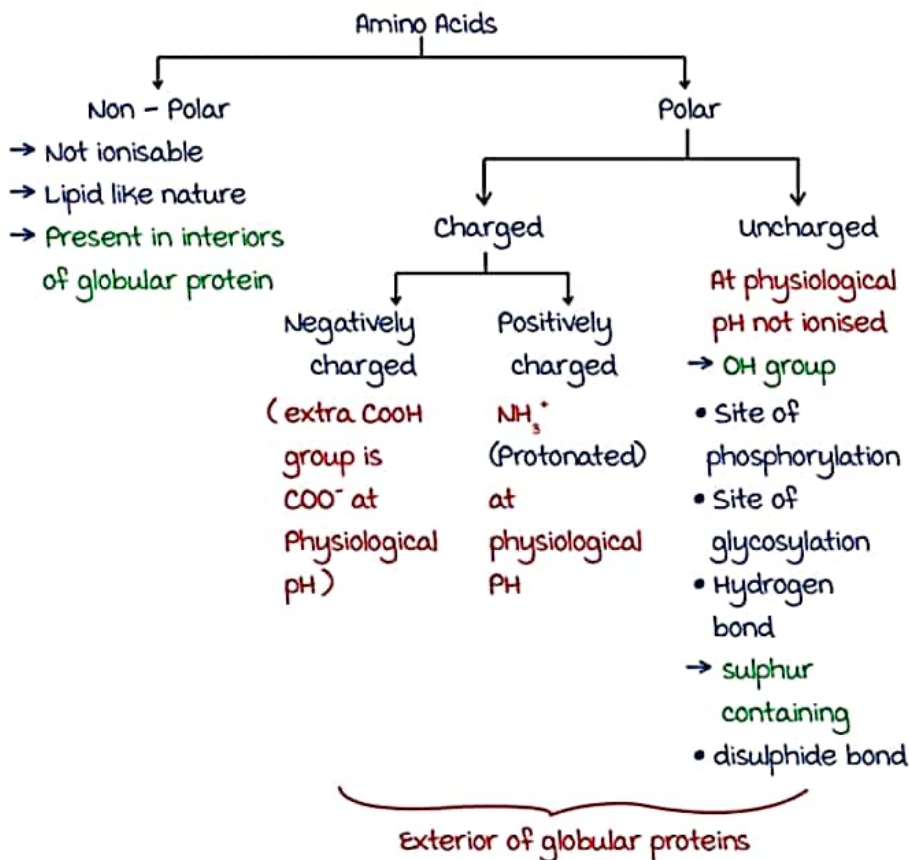 Amino Acids
Non - Polar
→ Not ionisable
→ Lipid like nature
→ Present in interiors
of globular protein
Polar
Charged
Negatively
charged
(extra COOH
group is
COO⁻ at
Physiological
pH)
Positively
charged
NH₃⁺
(Protonated)
at
physiological
PH
Uncharged
At physiological
pH not ionised
→ OH group
• Site of
phosphorylation
• Site of
glycosylation
• Hydrogen
bond
→ sulphur
containing
• disulphide bond
Exterior of globular proteins